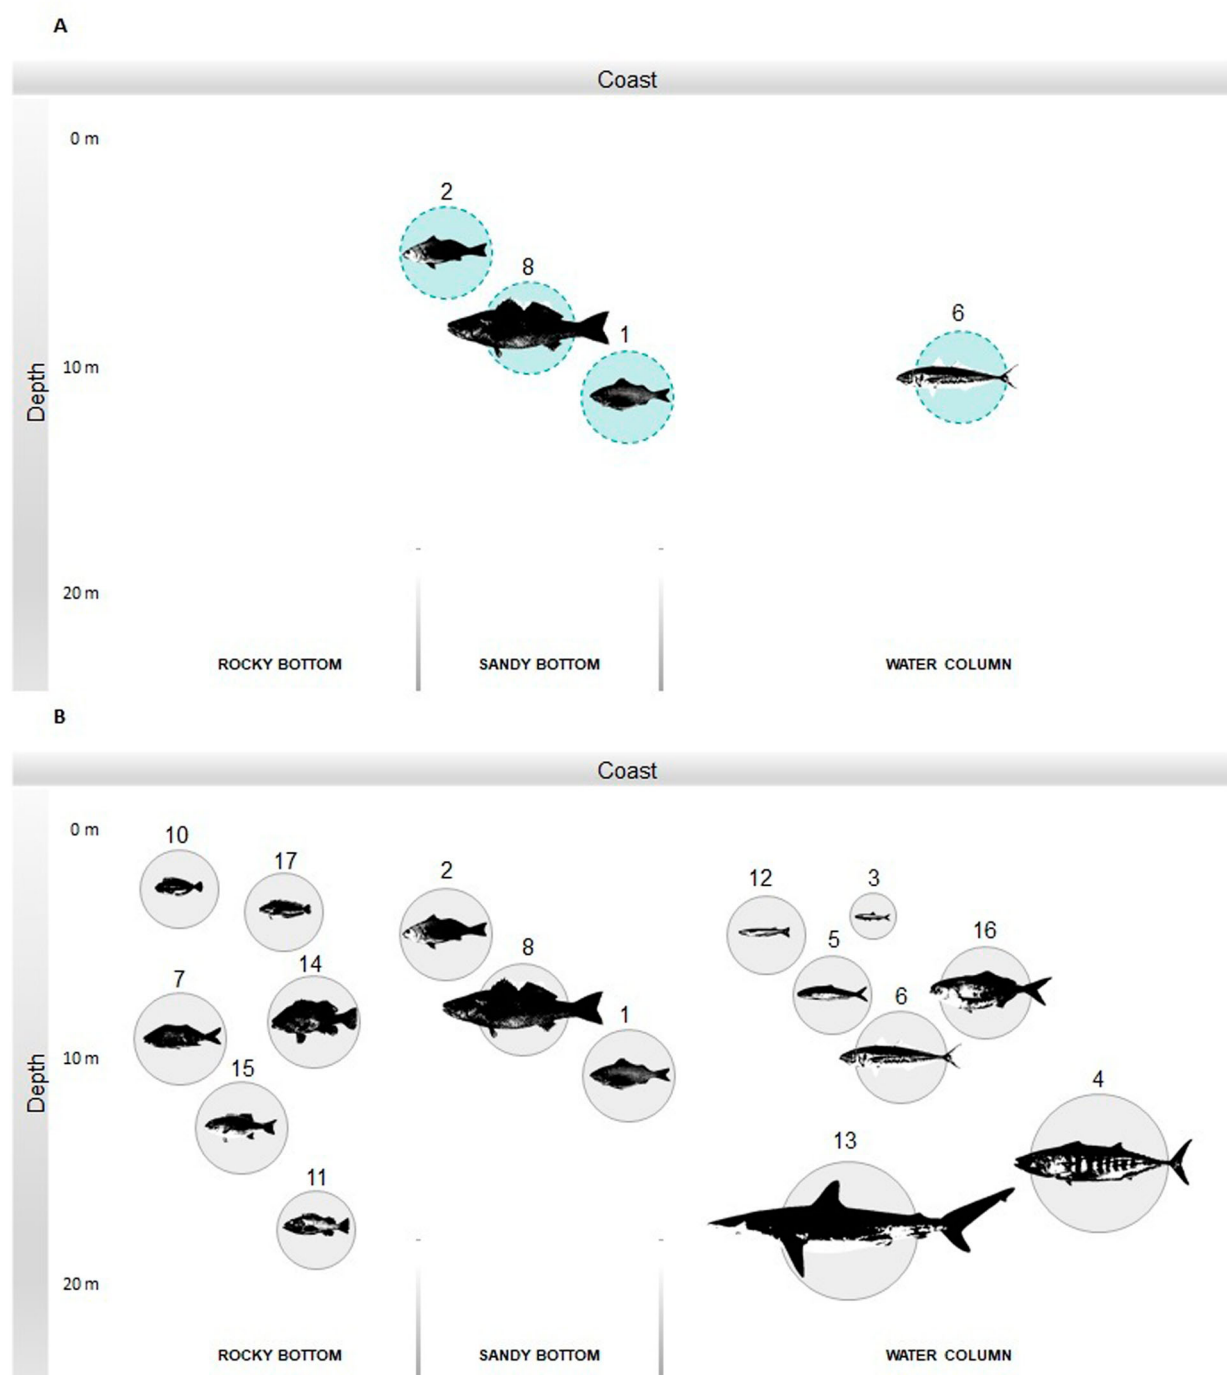 A
Coast
0 m
2
8
1
6
10 m
Depth
20 m
ROCKY BOTTOM
SANDY BOTTOM
WATER COLUMN
B
Coast
0 m
10
17
2
12
3
5
16
8
7
14
6
1
10 m
Depth
15
4
13
11
20 m
ROCKY BOTTOM
SANDY BOTTOM
WATER COLUMN